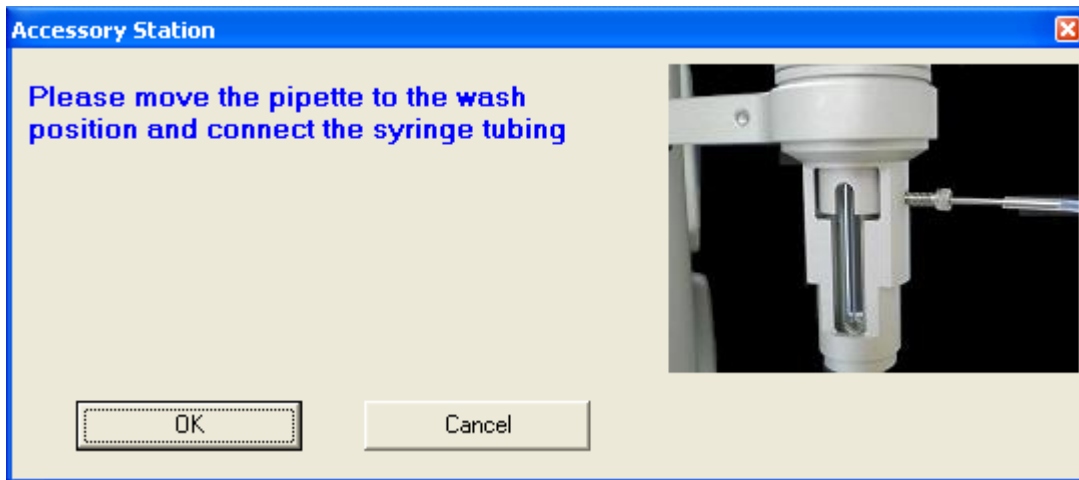 Accessory Station
Please move the pipette to the wash
position and connect the syringe tubing
OK
Cancel